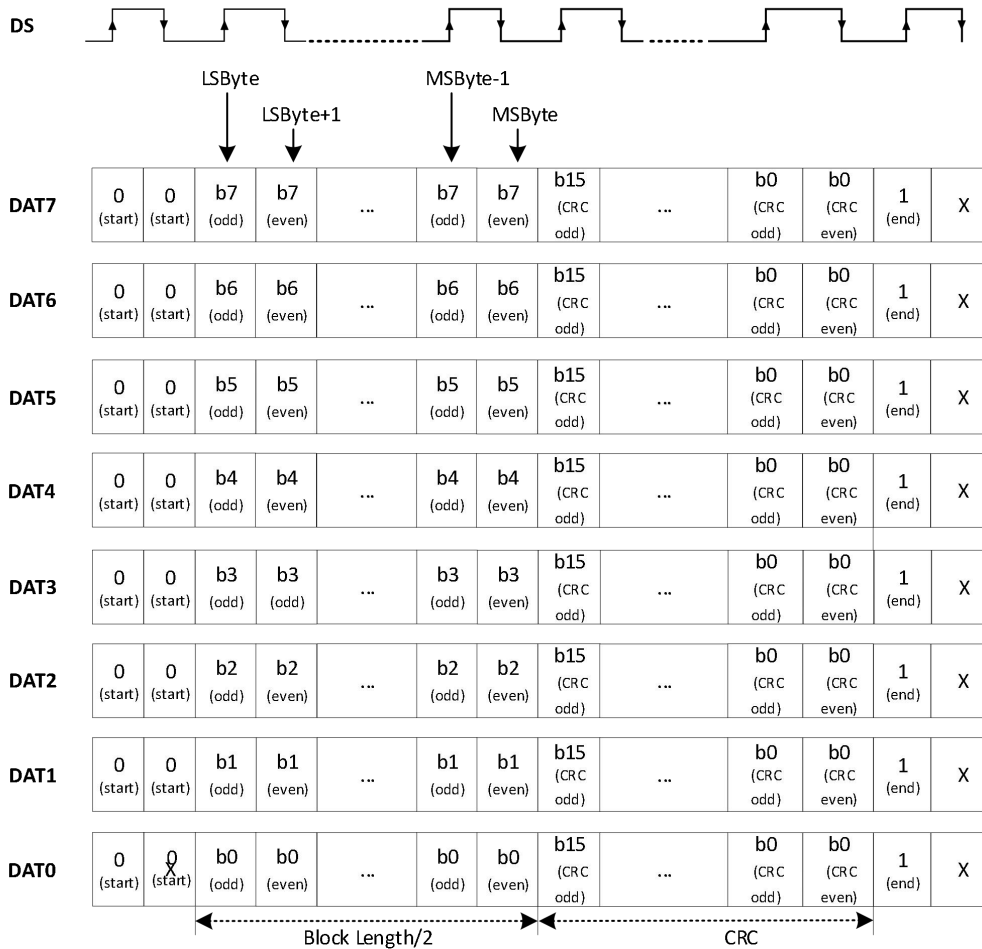 DS
LSByte MSByte-1
LSByte+1 MSByte
DAT7 0 (start) 0 (start) b7 (odd) b7 (even) ... b7 (odd) b7 (even) b15 (CRC odd) ... b0 (CRC odd) b0 (CRC even) 1 (end) X
DAT6 0 (start) 0 (start) b6 (odd) b6 (even) ... b6 (odd) b6 (even) b15 (CRC odd) ... b0 (CRC odd) b0 (CRC even) 1 (end) X
DAT5 0 (start) 0 (start) b5 (odd) b5 (even) ... b5 (odd) b5 (even) b15 (CRC odd) ... b0 (CRC odd) b0 (CRC even) 1 (end) X
DAT4 0 (start) 0 (start) b4 (odd) b4 (even) ... b4 (odd) b4 (even) b15 (CRC odd) ... b0 (CRC odd) b0 (CRC even) 1 (end) X
DAT3 0 (start) 0 (start) b3 (odd) b3 (odd) ... b3 (odd) b3 (even) b15 (CRC odd) ... b0 (CRC odd) b0 (CRC even) 1 (end) X
DAT2 0 (start) 0 (start) b2 (odd) b2 (even) ... b2 (odd) b2 (even) b15 (CRC odd) ... b0 (CRC odd) b0 (CRC even) 1 (end) X
DAT1 0 (start) 0 (start) b1 (odd) b1 (even) ... b1 (odd) b1 (even) b15 (CRC odd) ... b0 (CRC odd) b0 (CRC even) 1 (end) X
DAT0 0 (start) 0 X (start) b0 (odd) b0 (even) ... b0 (odd) b0 (even) b15 (CRC odd) ... b0 (CRC odd) b0 (CRC even) 1 (end) X
Block Length/2 CRC